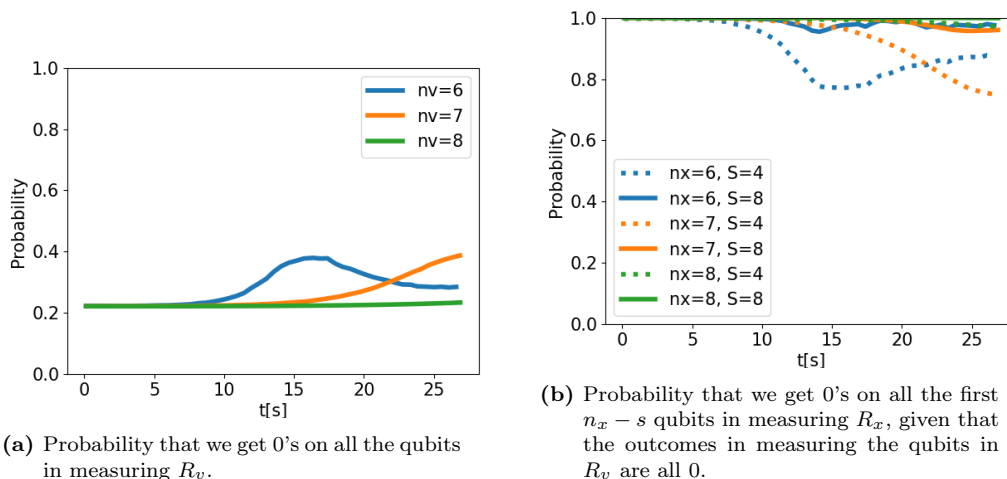 1.0
0.8
0.6
0.4
0.2
0.0
Probability
nv=6
nv=7
nv=8
0 5 10 15 20 25
t[s]
(a) Probability that we get 0's on all the qubits
in measuring R_v.
1.0
0.8
0.6
0.4
0.2
0.0
Probability
nx=6, S=4
nx=6, S=8
nx=7, S=4
nx=7, S=8
nx=8, S=4
nx=8, S=8
0 5 10 15 20 25
t[s]
(b) Probability that we get 0's on all the first
n_x − s qubits in measuring R_x, given that
the outcomes in measuring the qubits in
R_v are all 0.